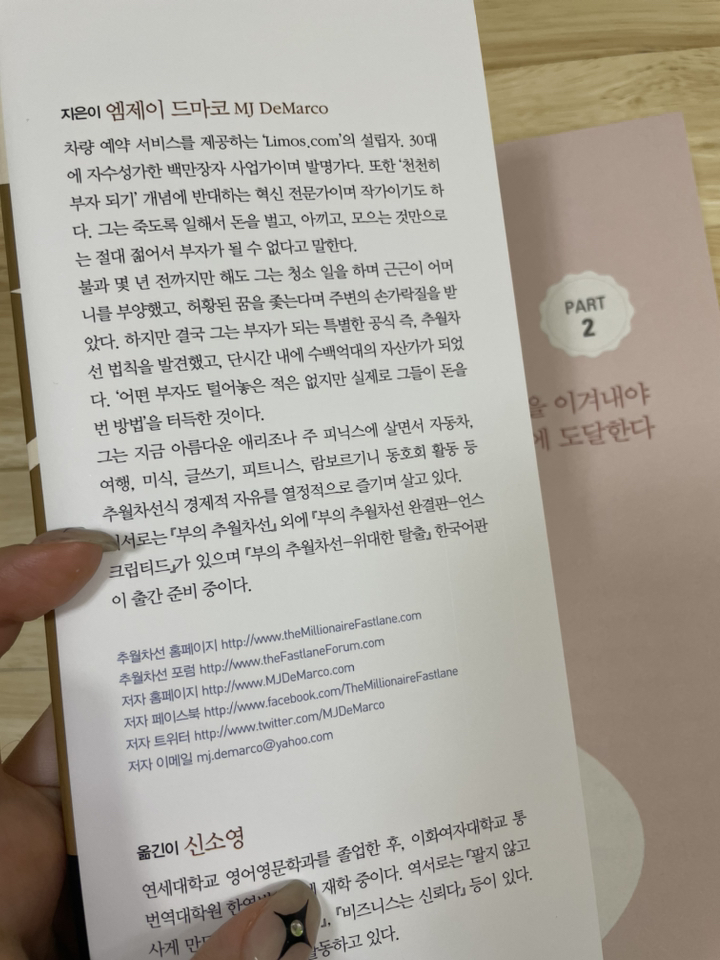 지은이 엠제이 드마코 MJ DeMarco
차량 예약 서비스를 제공하는 'Limos.com'의 설립자. 30대
에 자수성가한 백만장자 사업가이며 발명가다. 또한 '천천히
부자 되기' 개념에 반대하는 혁신 전문가이며 작가이기도 하
다. 그는 죽도록 일해서 돈을 벌고, 아끼고, 모으는 것만으로
는 절대 젊어서 부자가 될 수 없다고 말한다.
불과 몇 년 전까지만 해도 그는 청소 일을 하며 근근이 어머
니를 부양했고, 허황된 꿈을 좇는다며 주변의 손가락질을 받
았다. 하지만 결국 그는 부자가 되는 특별한 공식 즉, 추월차
선 법칙을 발견했고, 단시간 내에 수백억대의 자산가가 되었
다. '어떤 부자도 털어놓은 적은 없지만 실제로 그들이 돈을
번 방법'을 터득한 것이다.
그는 지금 아름다운 애리조나 주 피닉스에 살면서 자동차,
여행, 미식, 글쓰기, 피트니스, 람보르기니 동호회 활동 등
추월차선식 경제적 자유를 열정적으로 즐기며 살고 있다.
서로는 『부의 추월차선』 외에 『부의 추월차선 완결판-언스
크립티드』가 있으며 『부의 추월차선-위대한 탈출』 한국어판
이 출간 준비 중이다.
추월차선 홈페이지 http://www.theMillionaireFastlane.com
추월차선 포럼 http://www.theFastlaneForum.com
저자 홈페이지 http://www.MJDeMarco.com
저자 페이스북 http://www.facebook.com/TheMillionaireFastlane
저자 트위터 http://www.twitter.com/MJDeMarco
저자 이메일 mj.demarco@yahoo.com
옮긴이 신소영
연세대학교 영어영문학과를 졸업한 후, 이화여자대학교 통
번역대학원 재학 중이다. 역서로는 『팔지 않고
사게 만드 』, 『비즈니스는 신뢰다』 등이 있다.
활동하고 있다.
PART
2
을 이겨내야
에 도달한다